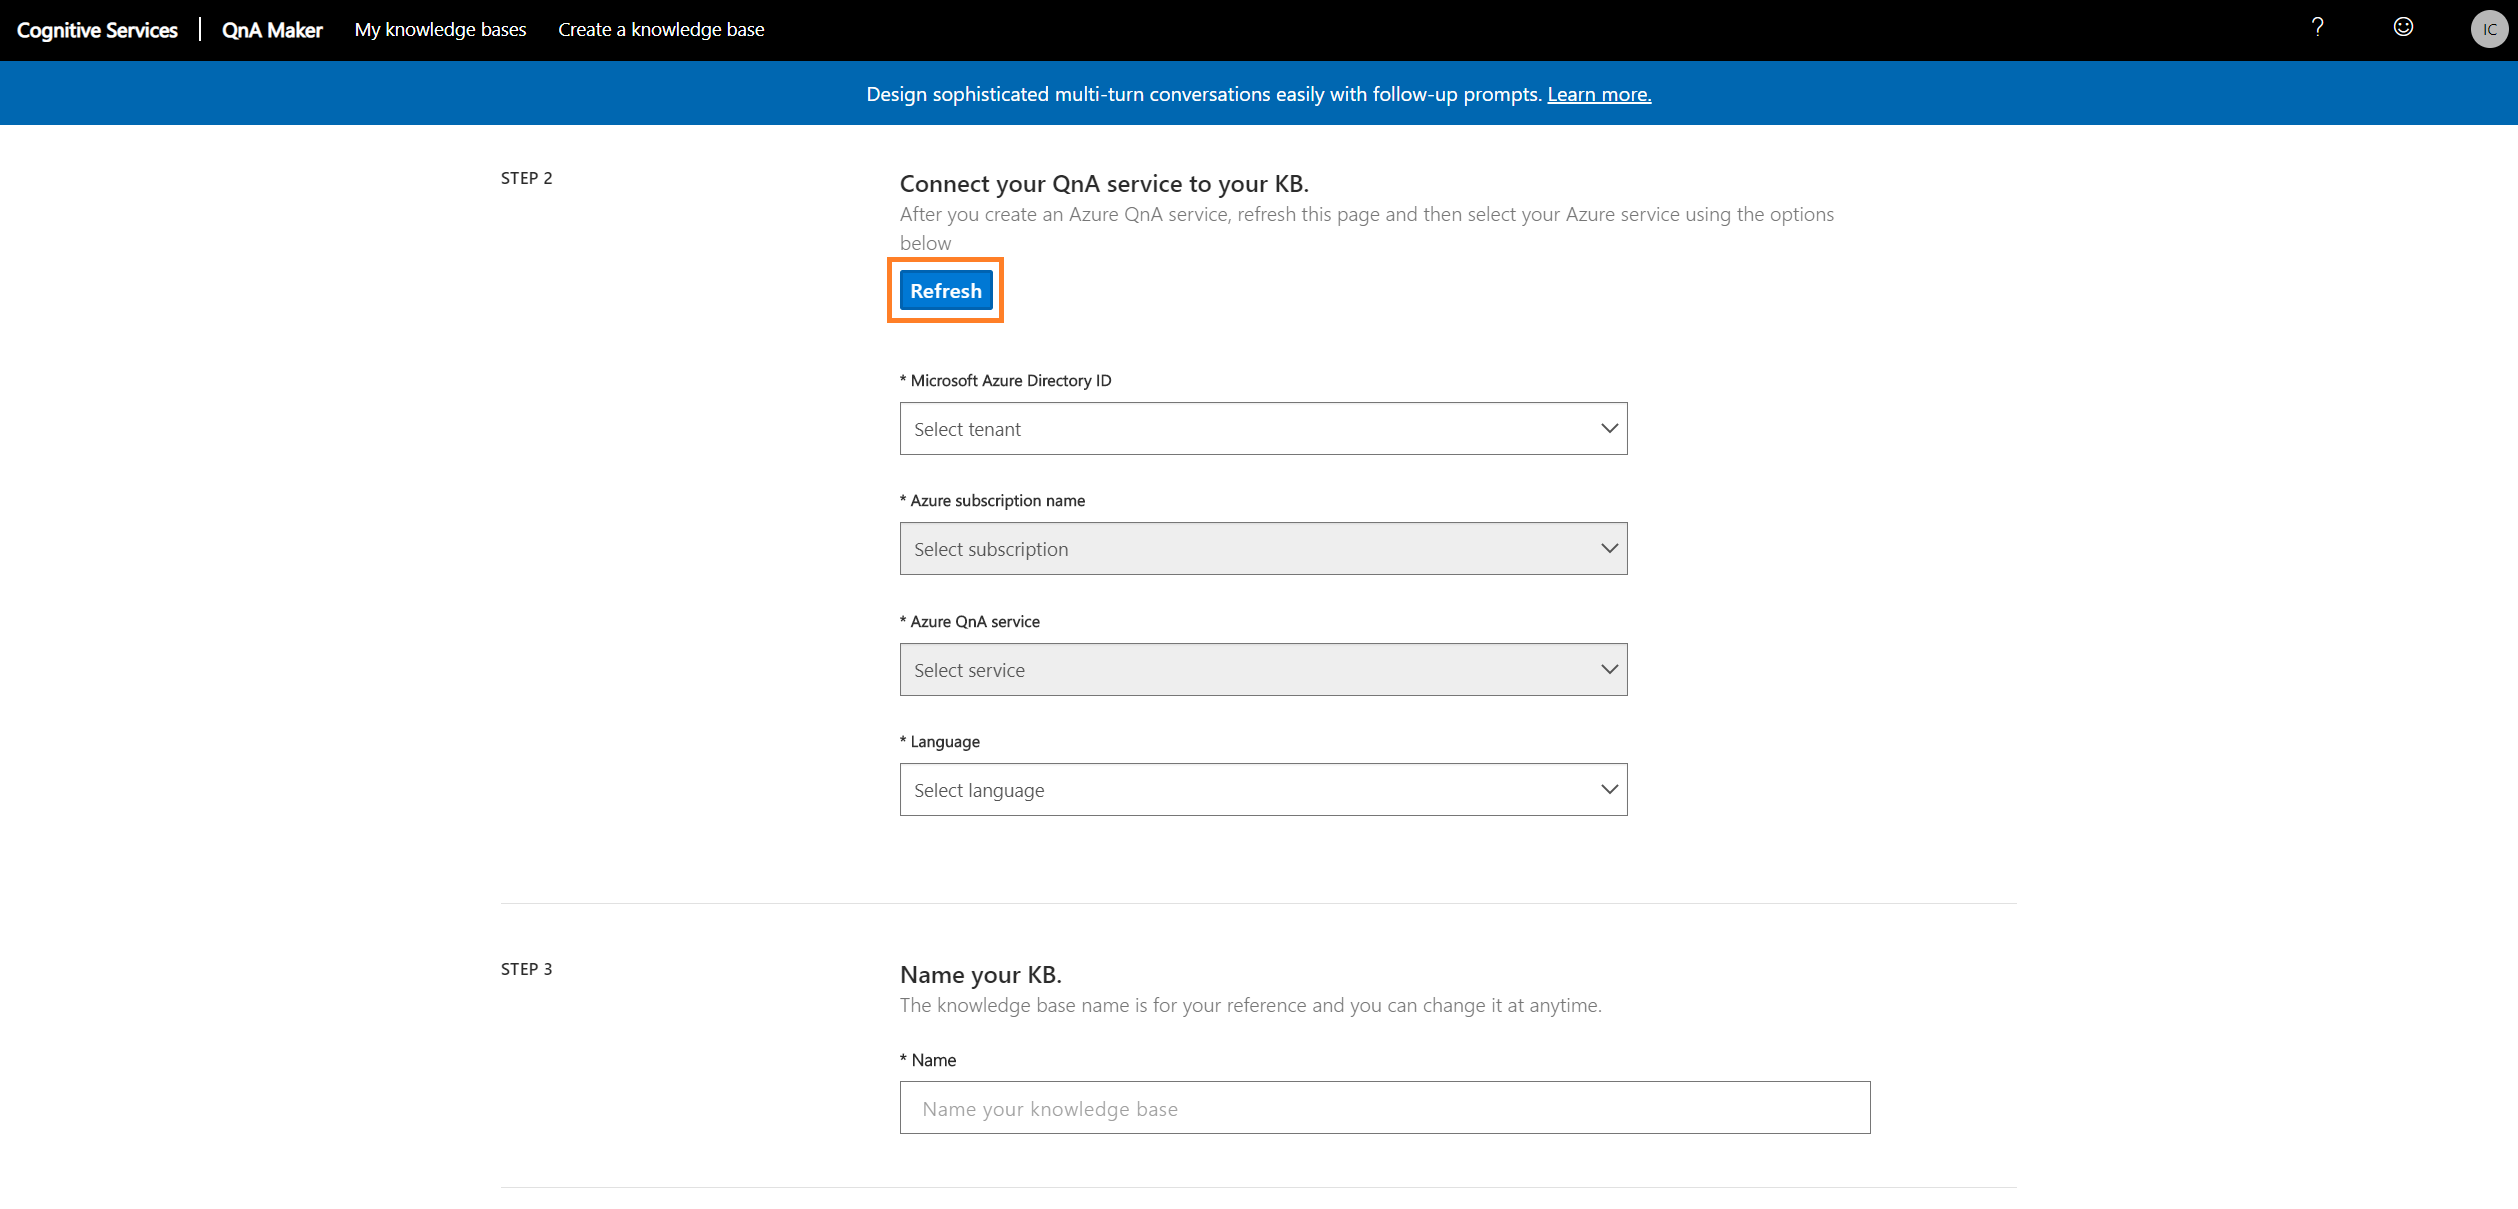 Cognitive Services | QnA Maker My knowledge bases Create a knowledge base ? IC
Design sophisticated multi-turn conversations easily with follow-up prompts. Learn more.
STEP 2
Connect your QnA service to your KB.
After you create an Azure QnA service, refresh this page and then select your Azure service using the options
below
Refresh
* Microsoft Azure Directory ID
Select tenant
* Azure subscription name
Select subscription
* Azure QnA service
Select service
* Language
Select language
STEP 3
Name your KB.
The knowledge base name is for your reference and you can change it at anytime.
* Name
Name your knowledge base